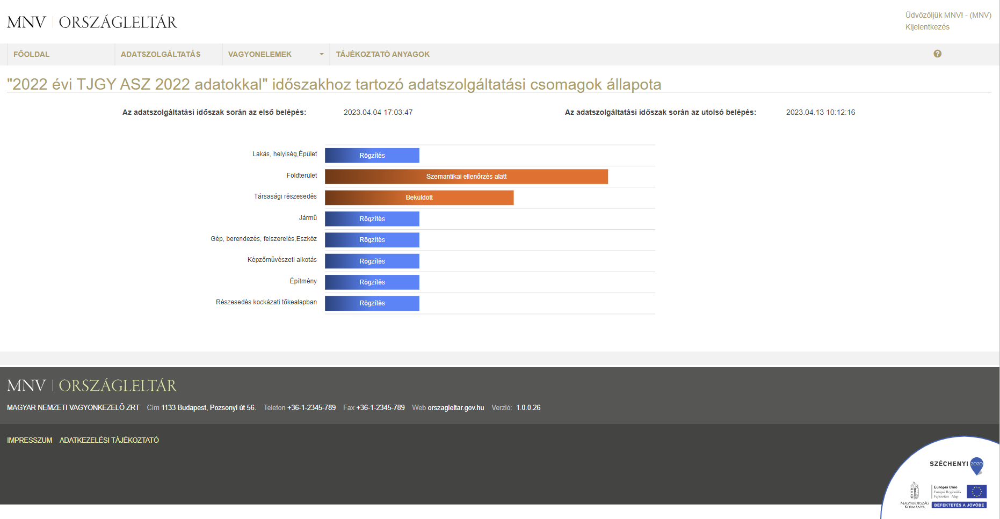 MNV | ORSZÁGLELTÁR
Üdvözöljük MNV! - (MNV)
Kijelentkezés
FŐOLDAL
ADATSZOLGÁLTATÁS
VAGYONELEMEK
TÁJÉKOZTATÓ ANYAGOK
?
"2022 évi TJGY ASZ 2022 adatokkal" időszakhoz tartozó adatszolgáltatási csomagok állapota
Az adatszolgáltatási időszak során az első belépés: 2023.04.04 17:03:47
Az adatszolgáltatási időszak során az utolsó belépés: 2023.04.13 10:12:16
Lakás, helyiség,Épület Rögzítés
Földterület Szemantikai ellenőrzés alatt
Társasági részesedés Beküldött
Jármű Rögzítés
Gép, berendezés, felszerelés,Eszköz Rögzítés
Képzőművészeti alkotás Rögzítés
Építmény Rögzítés
Részesedés kockázati tőkealapban Rögzítés
MNV | ORSZÁGLELTÁR
MAGYAR NEMZETI VAGYONKEZELŐ ZRT Cím 1133 Budapest, Pozsonyi út 56. Telefon +36-1-2345-789 Fax +36-1-2345-789 Web orszagleltar.gov.hu Verzió: 1.0.0.26
IMPRESSZUM ADATKEZELÉSI TÁJÉKOZTATÓ
SZÉCHENYI 2020
Magyarország
Kormánya
Európai Unió
Európai Regionális
Fejlesztési Alap
BEFEKTETÉS A JÖVŐBE